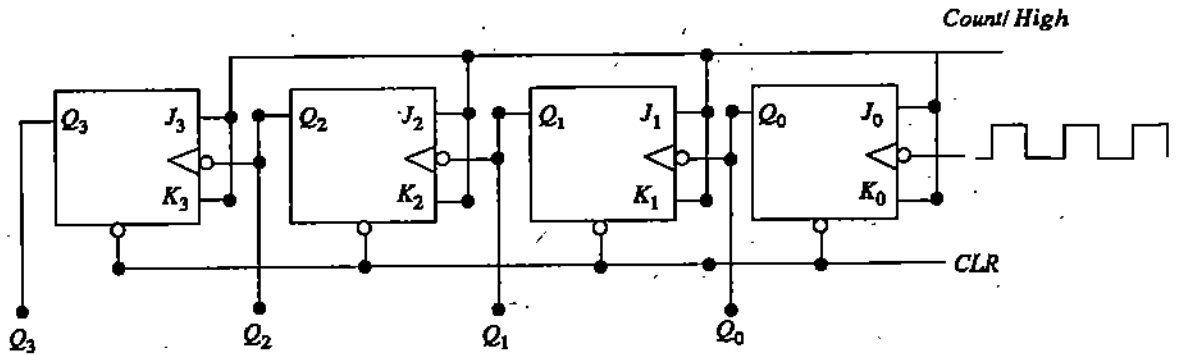 Count/ High
Q3 J3 Q2 J2 Q1 J1 Q0 J0
K3 K2 K1 K0
CLR
Q3 Q2 Q1 Q0